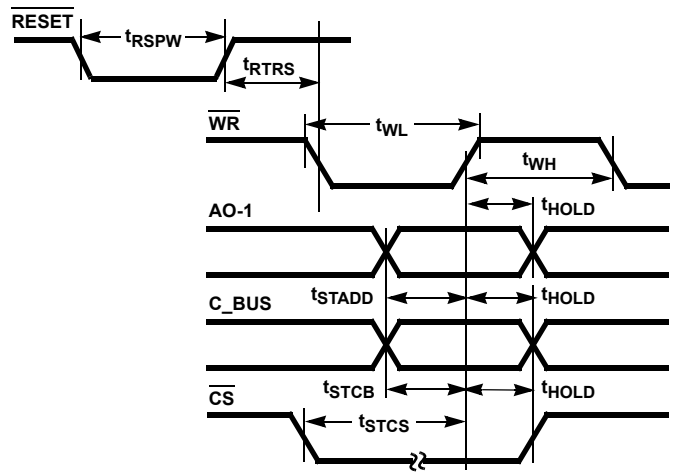 RESET
tRSPW
tRTRS
WR
tWL
tWH
AO-1
tHOLD
tSTADD
tHOLD
C_BUS
tSTCB
tHOLD
CS
tSTCS